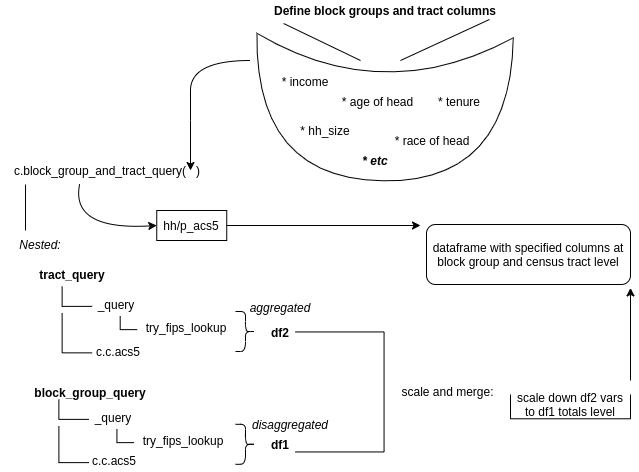 Define block groups and tract columns
* income
* age of head
* tenure
* hh_size
* race of head
* etc
c.block_group_and_tract_query( )
hh/p_acs5
Nested:
dataframe with specified columns at
block group and census tract level
tract_query
_query
try_fips_lookup
c.c.acs5
aggregated
df2
scale and merge:
scale down df2 vars
to df1 totals level
block_group_query
_query
try_fips_lookup
c.c.acs5
disaggregated
df1